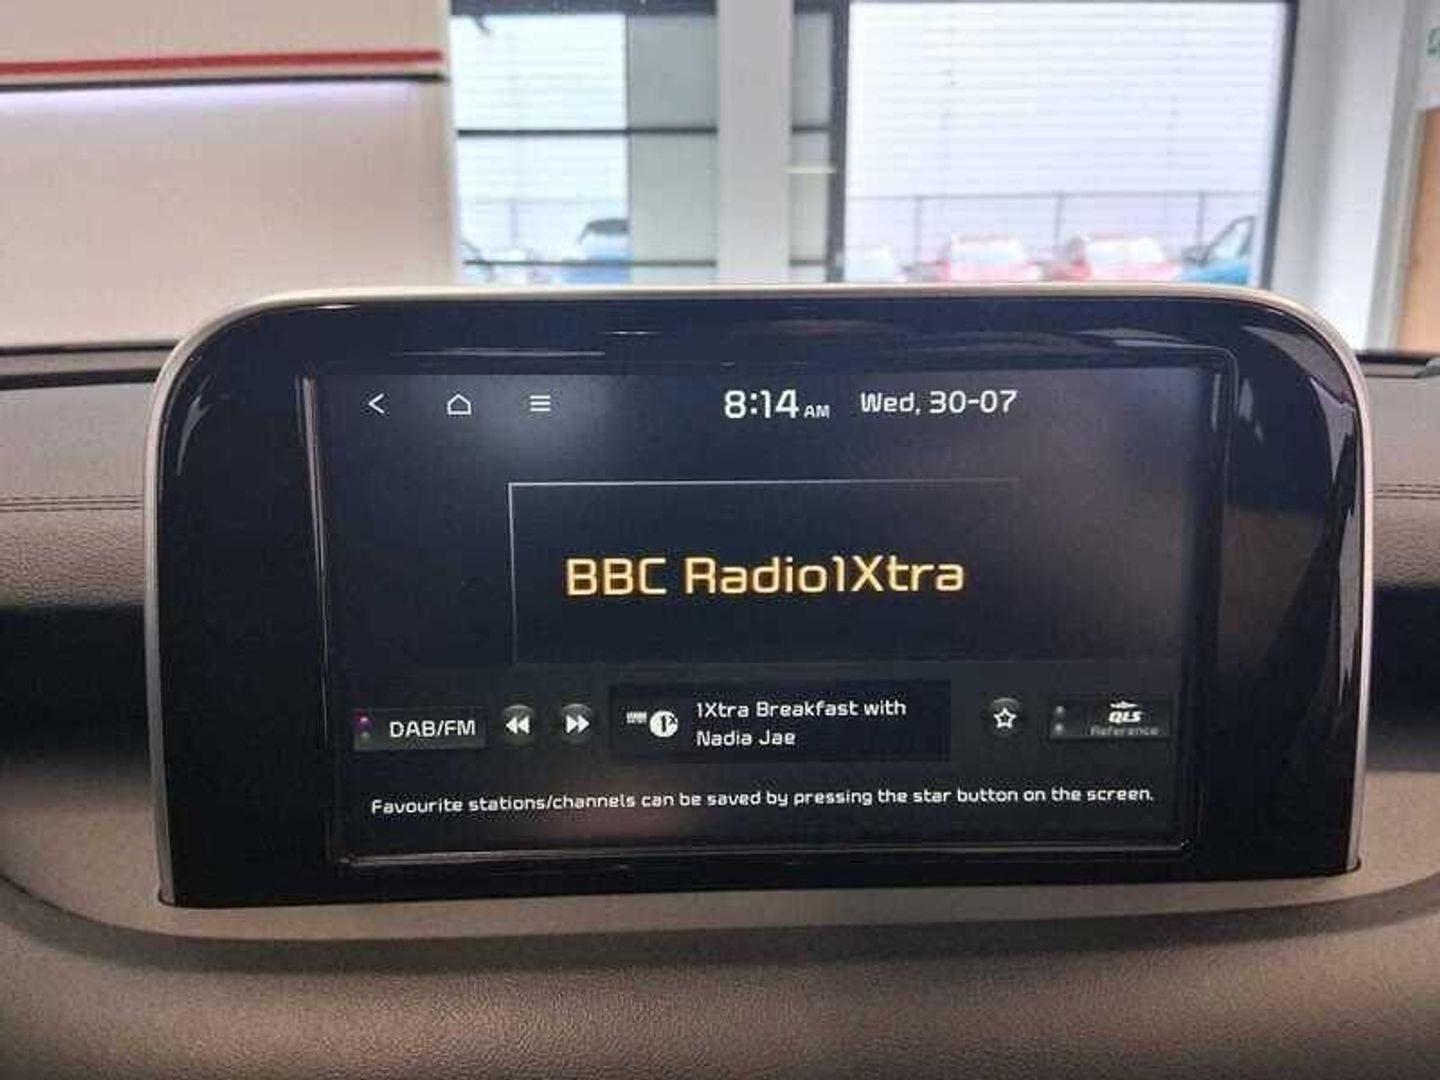 8:14 AM Wed, 30-07
BBC Radio1Xtra
DAB/FM
1Xtra Breakfast with
Nadia Jae
QLS
Reference
Favourite stations/channels can be saved by pressing the star button on the screen.